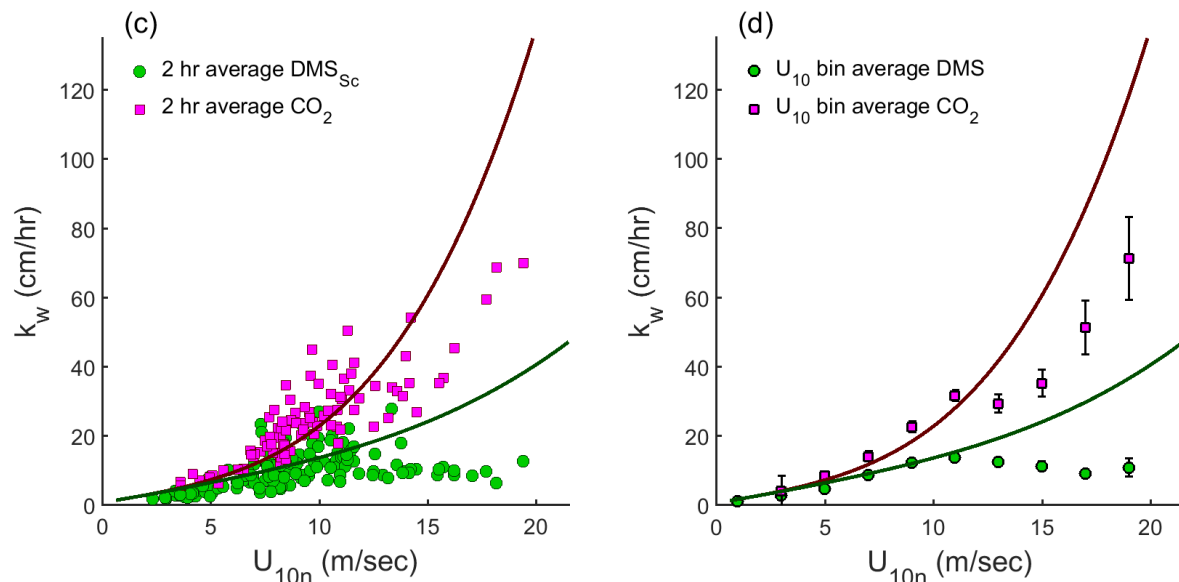 (c)
2 hr average DMS_Sc
2 hr average CO_2
k_w (cm/hr)
120
100
80
60
40
20
0
0 5 10 15 20
U_10n (m/sec)
(d)
U_10 bin average DMS
U_10 bin average CO_2
k_w (cm/hr)
120
100
80
60
40
20
0
0 5 10 15 20
U_10n (m/sec)